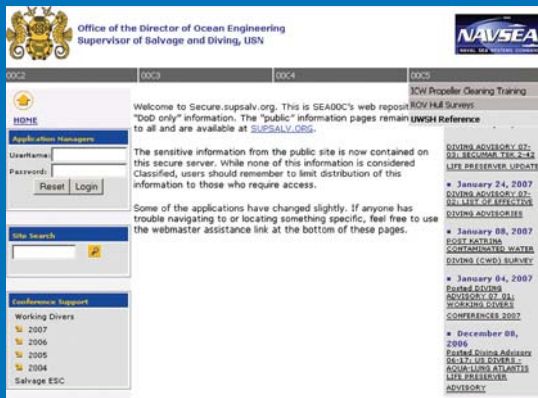 Office of the Director of Ocean Engineering
Supervisor of Salvage and Diving, USN
NAVSEA
NAVAL SEA SYSTEMS COMMAND
00C2
00C3
00C4
00C5
ICW Propeller Cleaning Training
ROV Hull Surveys
UWSH Reference
HOME
Application Managers
UserName:
Password:
Reset
Login
Site Search
Conference Support
Working Divers
2007
2006
2005
2004
Salvage ESC
Welcome to Secure.supsalv.org. This is SEA00C's web reposit
"DoD only" information. The "public" information pages remain
to all and are available at SUPSALV.ORG.
The sensitive information from the public site is now contained on
this secure server. While none of this information is considered
Classified, users should remember to limit distribution of this
information to those who require access.
Some of the applications have changed slightly. If anyone has
trouble navigating to or locating something specific, feel free to use
the webmaster assistance link at the bottom of these pages.
DIVING ADVISORY 07-
03: SECUMAR TSK 2-42
LIFE PRESERVER UPDATE
January 24, 2007
DIVING ADVISORY 07-
02: LIST OF EFFECTIVE
DIVING ADVISORIES
January 08, 2007
POST KATRINA
CONTAMINATED WATER
DIVING (CWD) SURVEY
January 04, 2007
Posted DIVING
ADVISORY 07_01:
WORKING DIVERS
CONFERENCES 2007
December 08,
2006
Posted Diving Advisory
06-17: US DIVERS -
AQUA-LUNG ATLANTIS
LIFE PRESERVER
ADVISORY